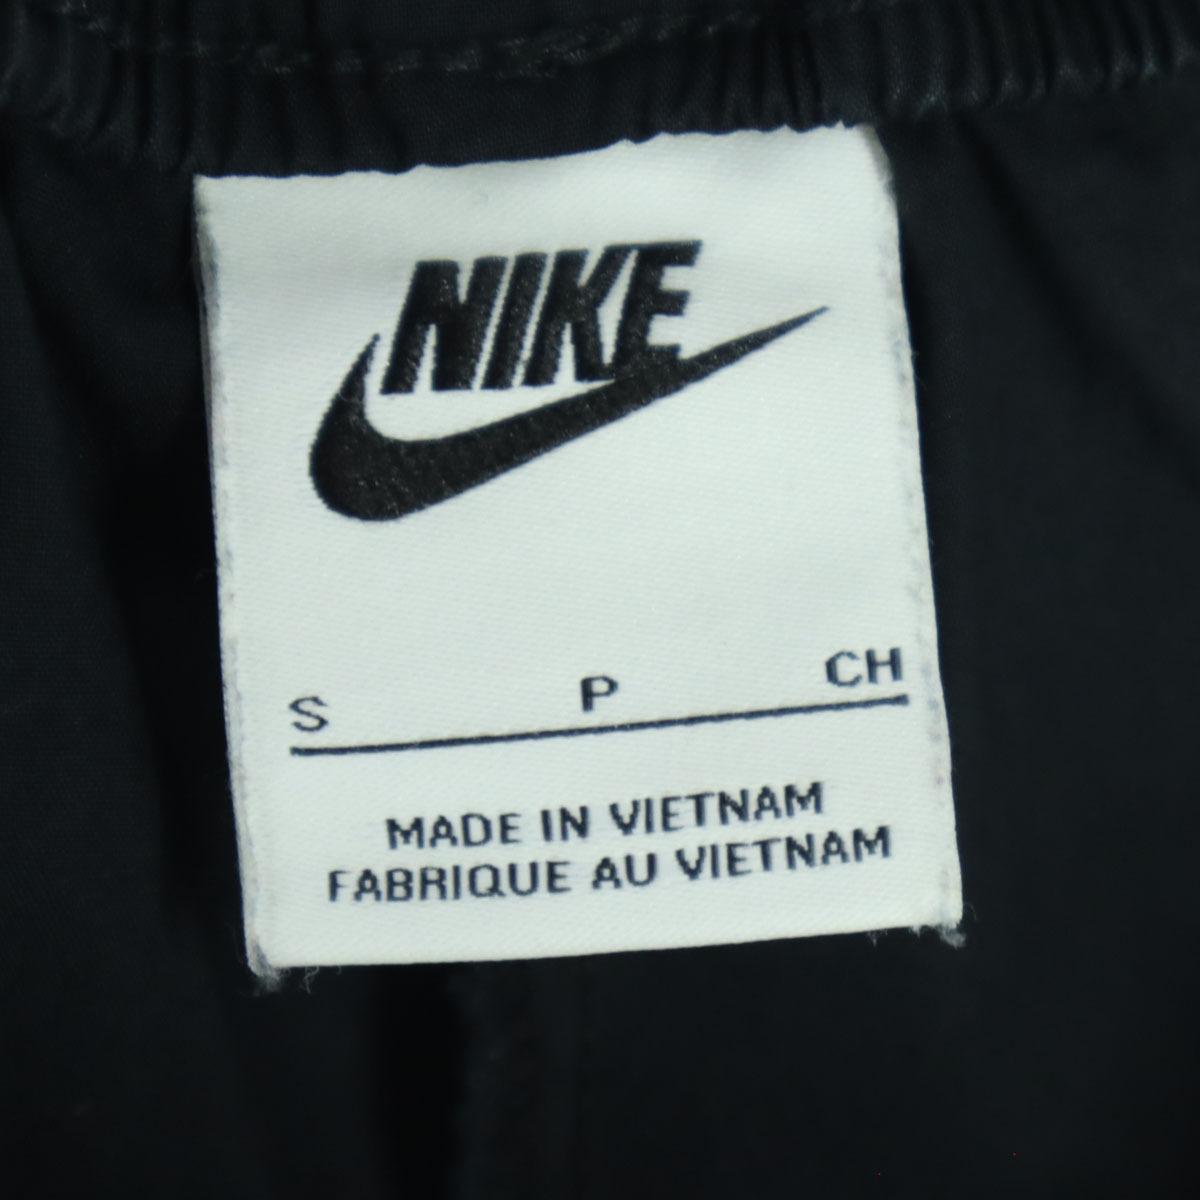 NIKE
S P CH
MADE IN VIETNAM
FABRIQUE AU VIETNAM